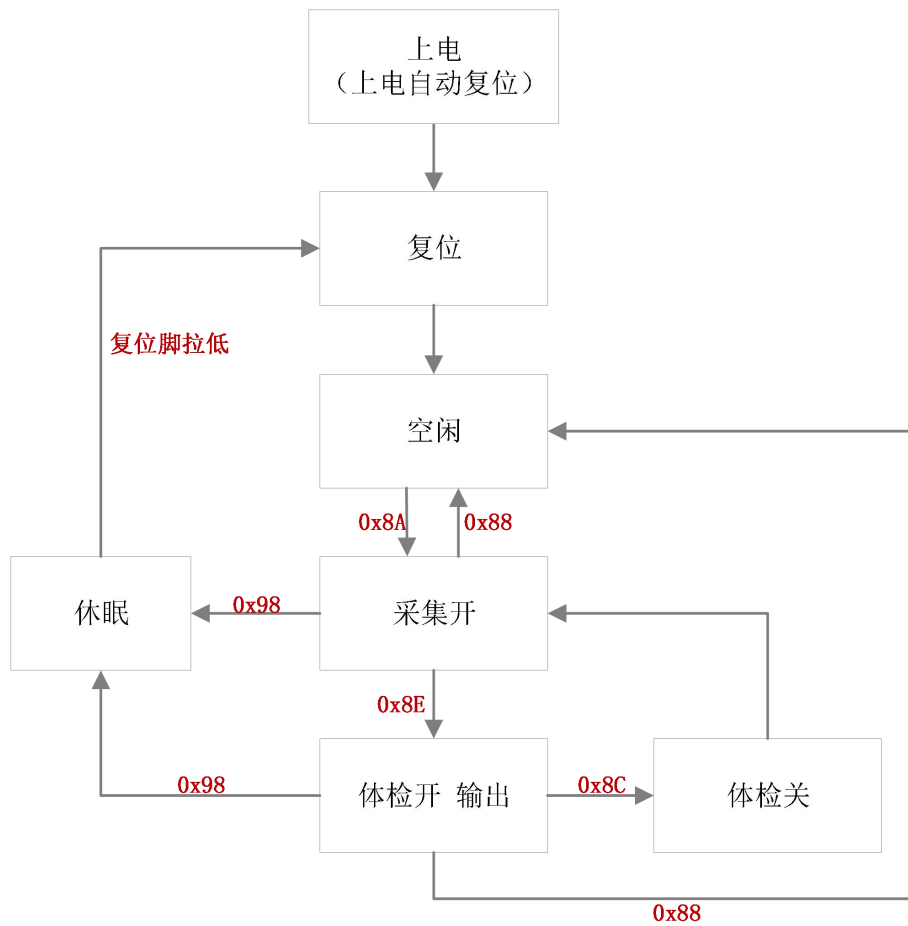 上电
（上电自动复位）
复位
复位脚拉低
空闲
0x8A
0x88
休眠
0x98
采集开
0x8E
0x98
体检开 输出
0x8C
体检关
0x88